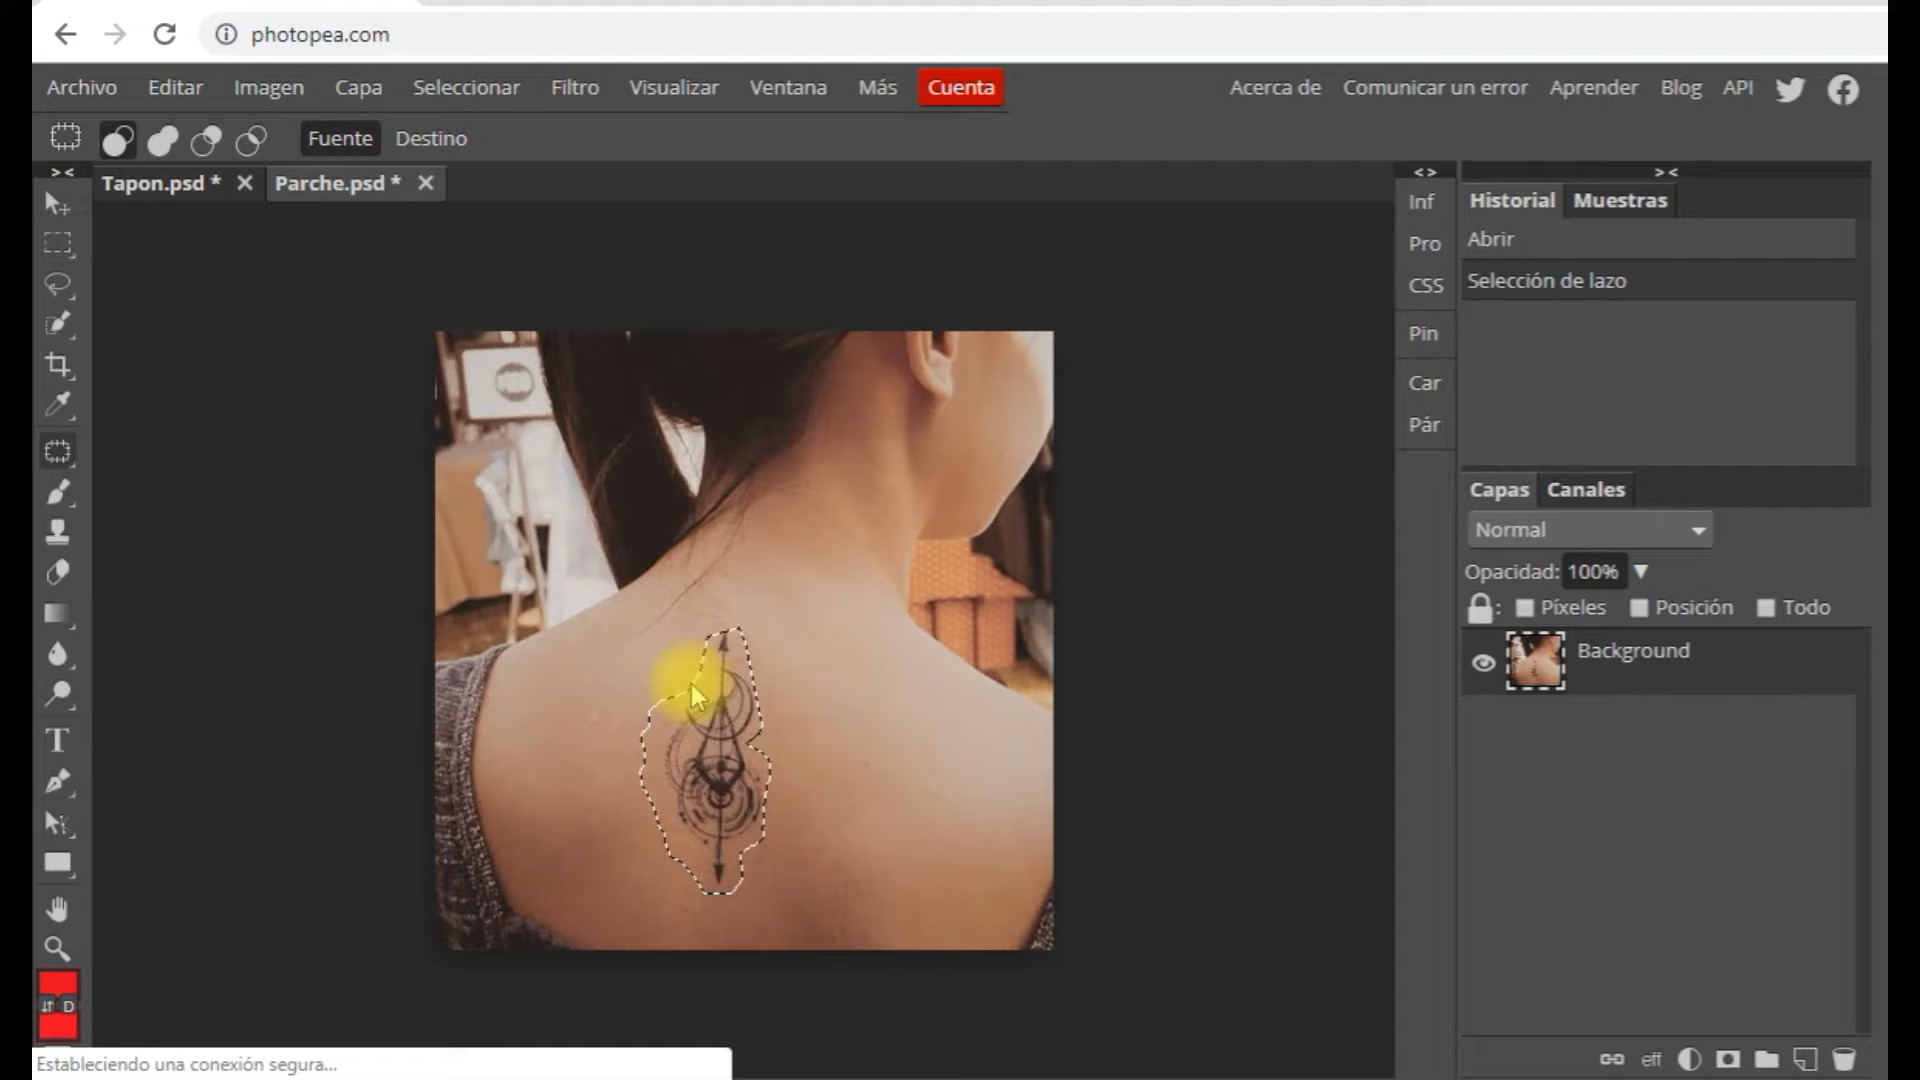 photopea.com
Archivo Editar Imagen Capa Seleccionar Filtro Visualizar Ventana Más Cuenta Acerca de Comunicar un error Aprender Blog API
Fuente Destino
Tapon.psd * Parche.psd *
Inf
Pro
CSS
Pin
Car
Pár
Historial Muestras
Abrir
Selección de lazo
Capas Canales
Normal
Opacidad: 100%
: Píxeles Posición Todo
Background
eff
T
D
Estableciendo una conexión segura...